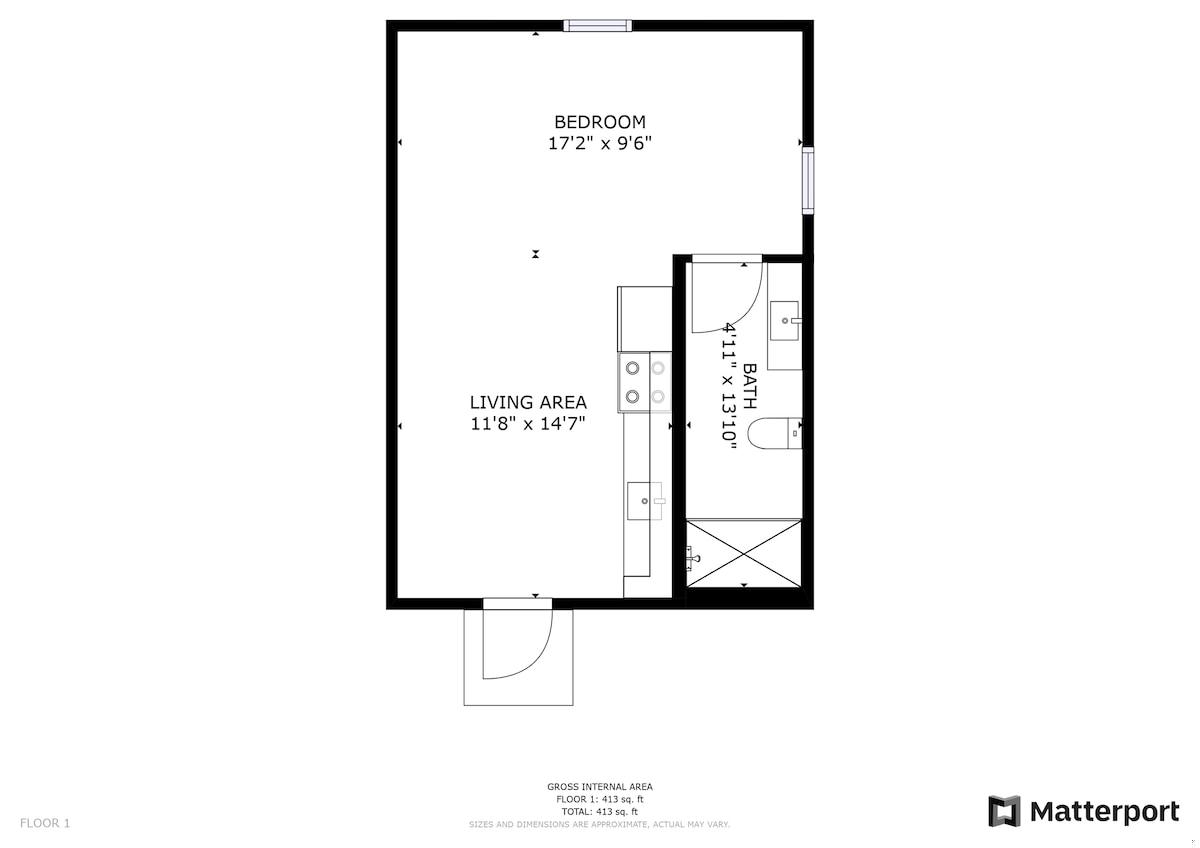 BEDROOM
17'2" x 9'6"
LIVING AREA
11'8" x 14'7"
BATH
4'11" x 13'10"
GROSS INTERNAL AREA
FLOOR 1: 413 sq. ft
TOTAL: 413 sq. ft
SIZES AND DIMENSIONS ARE APPROXIMATE, ACTUAL MAY VARY.
FLOOR 1
Matterport